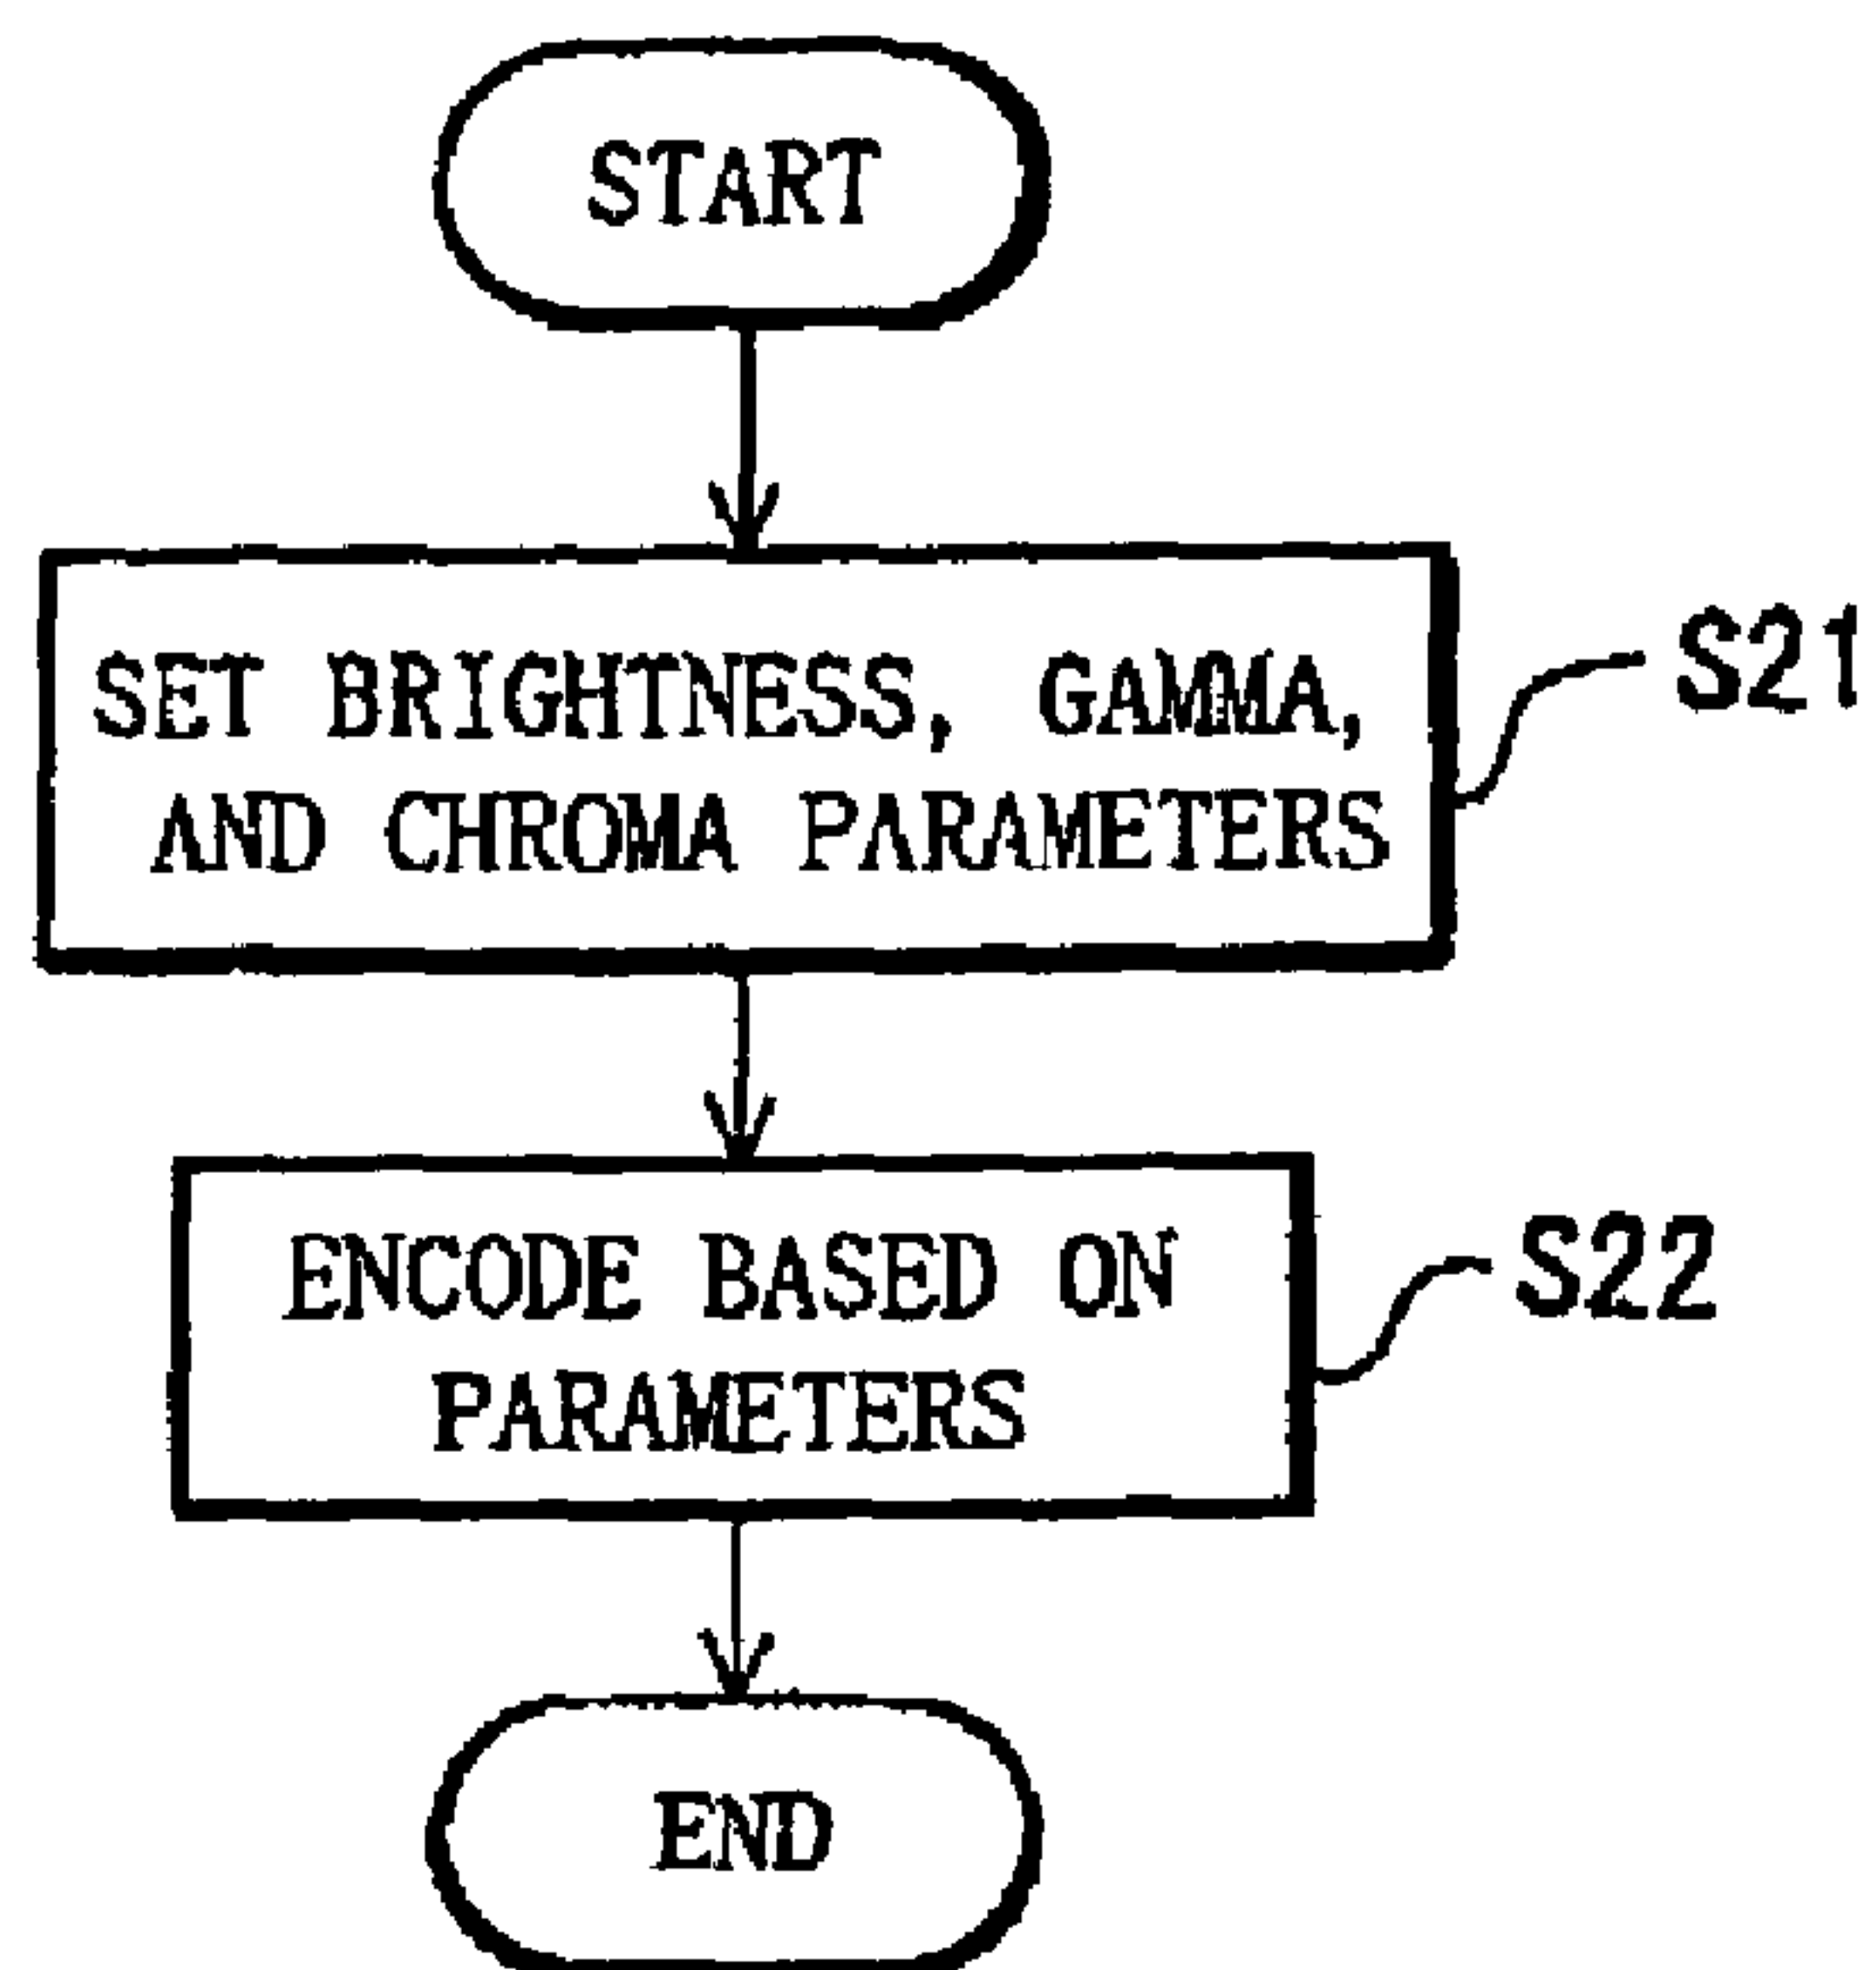 START
SET BRIGHTNESS, GAMMA,
AND CHROMA PARAMETERS
S21
ENCODE BASED ON
PARAMETERS
S22
END